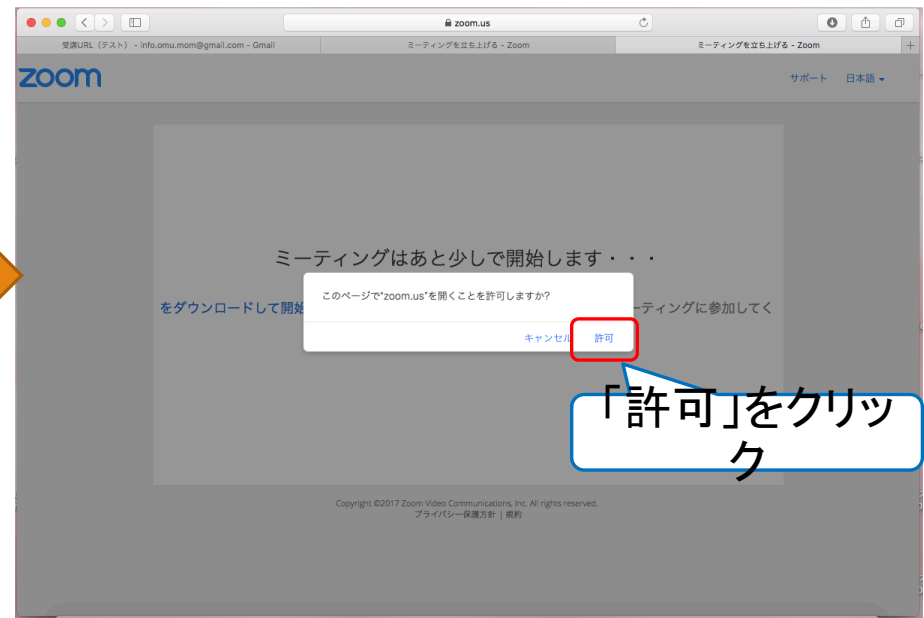 zoom.us
受講URL（テスト） - info.omu.mom@gmail.com - Gmail
ミーティングを立ち上げる - Zoom
ミーティングを立ち上げる - Zoom
zoom
サポート 日本語
ミーティングはあと少しで開始します・・・
をダウンロードして開始
ーティングに参加してく
このページで"zoom.us"を開くことを許可しますか?
キャンセル 許可
「許可」をクリッ
ク
Copyright ©2017 Zoom Video Communications, Inc. All rights reserved.
プライバシー保護方針 | 規約